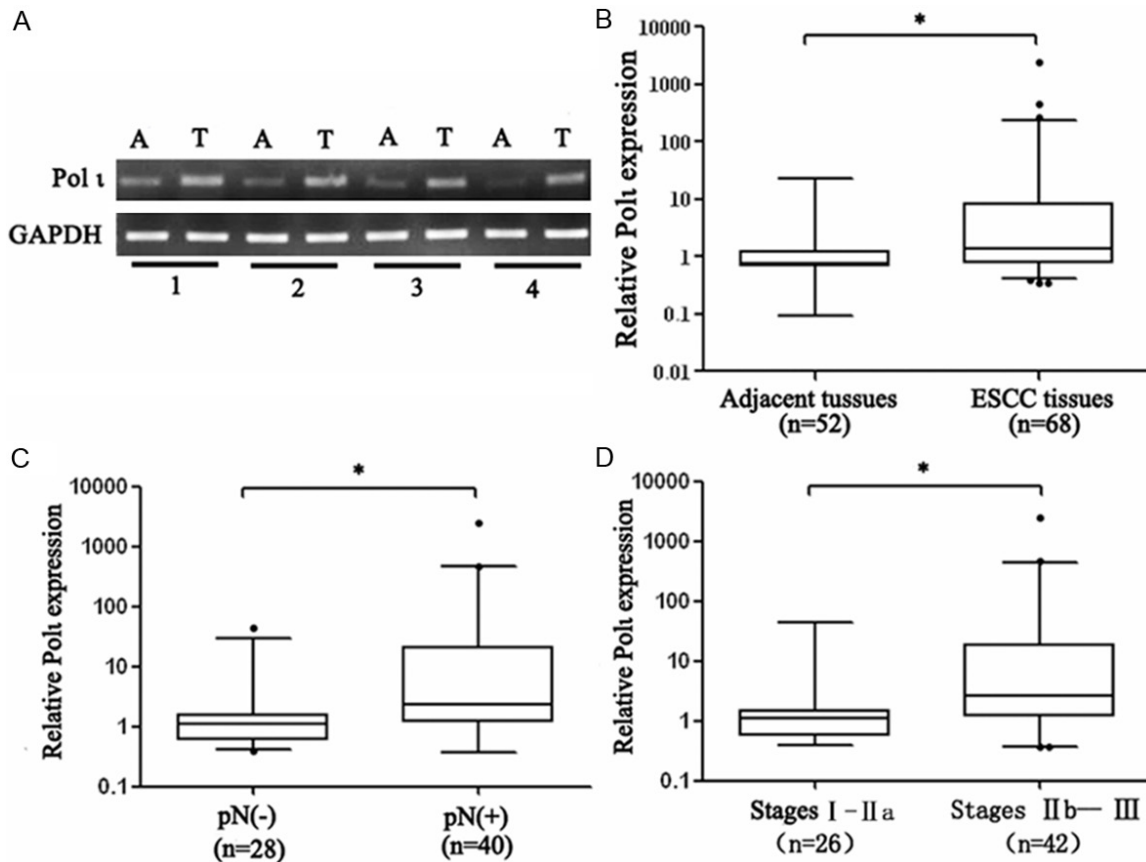 A
A T A T A T A T
Pol ι
GAPDH
1 2 3 4
B
*
Relative Polι expression
10000
1000
100
10
1
0.1
0.01
Adjacent tussues
(n=52)
ESCC tissues
(n=68)
C
*
Relative Polι expression
10000
1000
100
10
1
0.1
pN(-)
(n=28)
pN(+)
(n=40)
D
*
Relative Polι expression
10000
1000
100
10
1
0.1
Stages Ⅰ-Ⅱa
(n=26)
Stages Ⅱb— Ⅲ
(n=42)